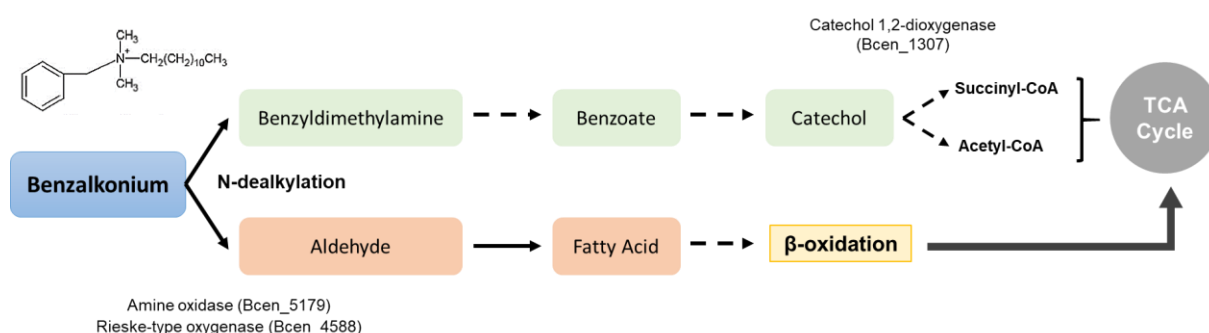 Catechol 1,2-dioxygenase
(Bcen_1307)
CH3
N+
CH2(CH2)10CH3
CH3
Benzyldimethylamine
Benzoate
Catechol
Succinyl-CoA
Acetyl-CoA
TCA
Cycle
Benzalkonium
N-dealkylation
Aldehyde
Fatty Acid
β-oxidation
Amine oxidase (Bcen_5179)
Rieske-type oxygenase (Bcen_4588)